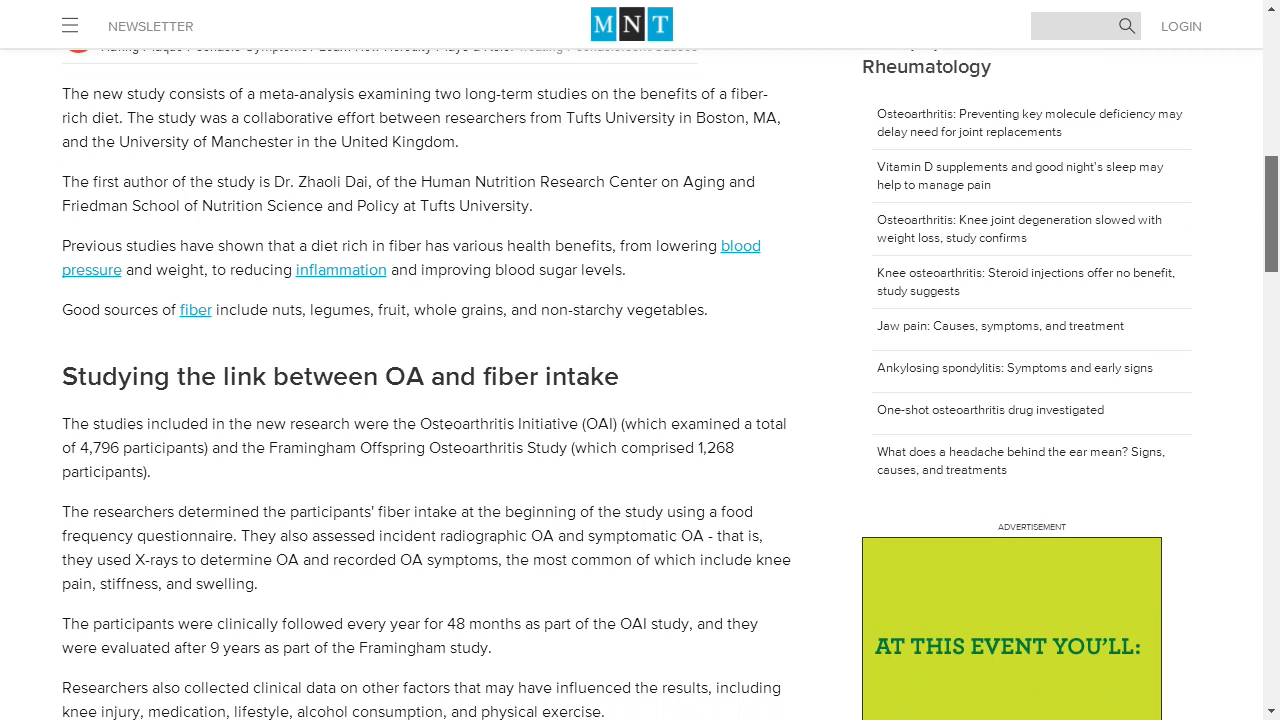 NEWSLETTER
MNT
LOGIN
Rheumatology
The new study consists of a meta-analysis examining two long-term studies on the benefits of a fiber-
rich diet. The study was a collaborative effort between researchers from Tufts University in Boston, MA,
and the University of Manchester in the United Kingdom.
The first author of the study is Dr. Zhaoli Dai, of the Human Nutrition Research Center on Aging and
Friedman School of Nutrition Science and Policy at Tufts University.
Previous studies have shown that a diet rich in fiber has various health benefits, from lowering blood
pressure and weight, to reducing inflammation and improving blood sugar levels.
Good sources of fiber include nuts, legumes, fruit, whole grains, and non-starchy vegetables.
Studying the link between OA and fiber intake
The studies included in the new research were the Osteoarthritis Initiative (OAI) (which examined a total
of 4,796 participants) and the Framingham Offspring Osteoarthritis Study (which comprised 1,268
participants).
The researchers determined the participants' fiber intake at the beginning of the study using a food
frequency questionnaire. They also assessed incident radiographic OA and symptomatic OA - that is,
they used X-rays to determine OA and recorded OA symptoms, the most common of which include knee
pain, stiffness, and swelling.
The participants were clinically followed every year for 48 months as part of the OAI study, and they
were evaluated after 9 years as part of the Framingham study.
Researchers also collected clinical data on other factors that may have influenced the results, including
knee injury, medication, lifestyle, alcohol consumption, and physical exercise.
Osteoarthritis: Preventing key molecule deficiency may
delay need for joint replacements
Vitamin D supplements and good night's sleep may
help to manage pain
Osteoarthritis: Knee joint degeneration slowed with
weight loss, study confirms
Knee osteoarthritis: Steroid injections offer no benefit,
study suggests
Jaw pain: Causes, symptoms, and treatment
Ankylosing spondylitis: Symptoms and early signs
One-shot osteoarthritis drug investigated
What does a headache behind the ear mean? Signs,
causes, and treatments
ADVERTISEMENT
AT THIS EVENT YOU'LL: